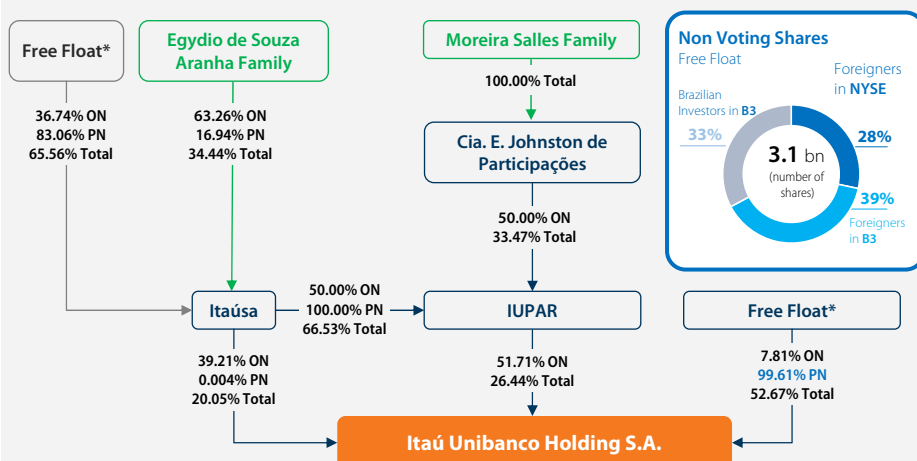 Free Float*
36.74% ON
83.06% PN
65.56% Total
Egydio de Souza
Aranha Family
63.26% ON
16.94% PN
34.44% Total
Moreira Salles Family
100.00% Total
Cia. E. Johnston de
Participações
50.00% ON
33.47% Total
Non Voting Shares
Free Float
Foreigners
in NYSE
28%
Brazilian
Investors in B3
33%
3.1 bn
(number of
shares)
39%
Foreigners
in B3
Itaúsa
50.00% ON
100.00% PN
66.53% Total
IUPAR
Free Float*
39.21% ON
0.004% PN
20.05% Total
51.71% ON
26.44% Total
7.81% ON
99.61% PN
52.67% Total
Itaú Unibanco Holding S.A.